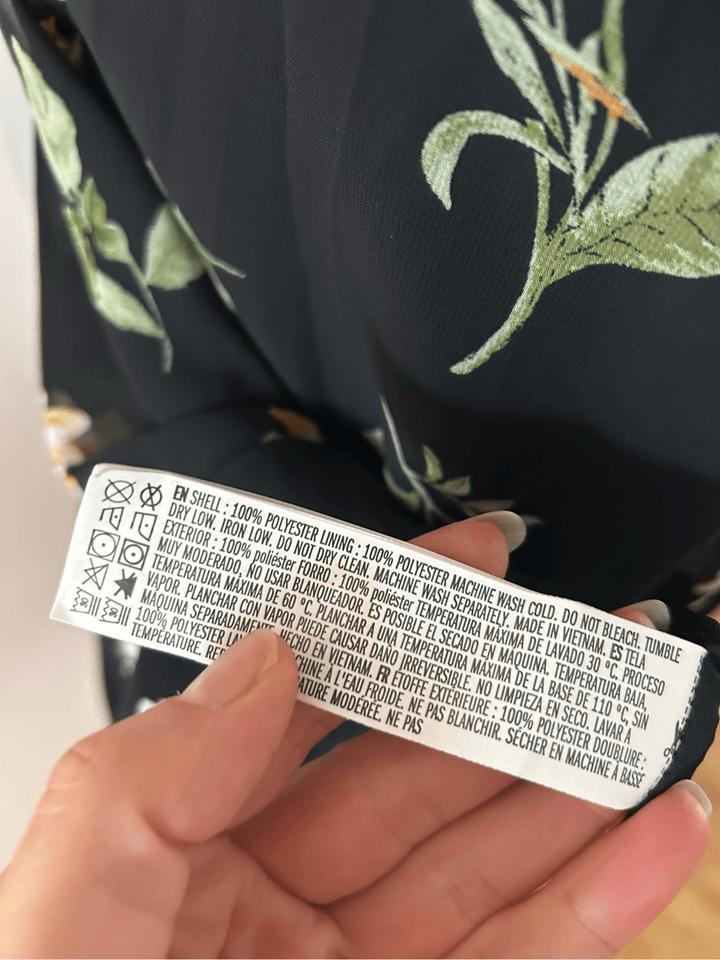 EN SHELL : 100% POLYESTER LINING : 100% POLYESTER MACHINE WASH COLD. DO NOT BLEACH. TUMBLE
DRY LOW. IRON LOW. DO NOT DRY CLEAN. MACHINE WASH SEPARATELY. MADE IN VIETNAM. ES TELA
EXTERIOR : 100% poliéster FORRO : 100% poliéster TEMPERATURA MÁXIMA DE LAVADO 30 °C. PROCESO
MUY MODERADO. NO USAR BLANQUEADOR. ES POSIBLE EL SECADO EN MÁQUINA. TEMPERATURA BAJA,
TEMPERATURA MÁXIMA DE 60 °C. PLANCHAR A UNA TEMPERATURA MÁXIMA DE LA BASE DE 110 °C, SIN
VAPOR. PLANCHAR CON VAPOR PUEDE CAUSAR DAÑO IRREVERSIBLE. NO LIMPIEZA EN SECO. LAVAR A
MÁQUINA SEPARADAMENTE. HECHO EN VIETNAM. FR ETOFFE EXTÉRIEURE : 100% POLYESTER DOUBLURE :
100% POLYESTER MACHINE À L'EAU FROIDE. NE PAS BLANCHIR. SÉCHER EN MACHINE À BASSE
TEMPÉRATURE. MODÉRÉE. NE PAS